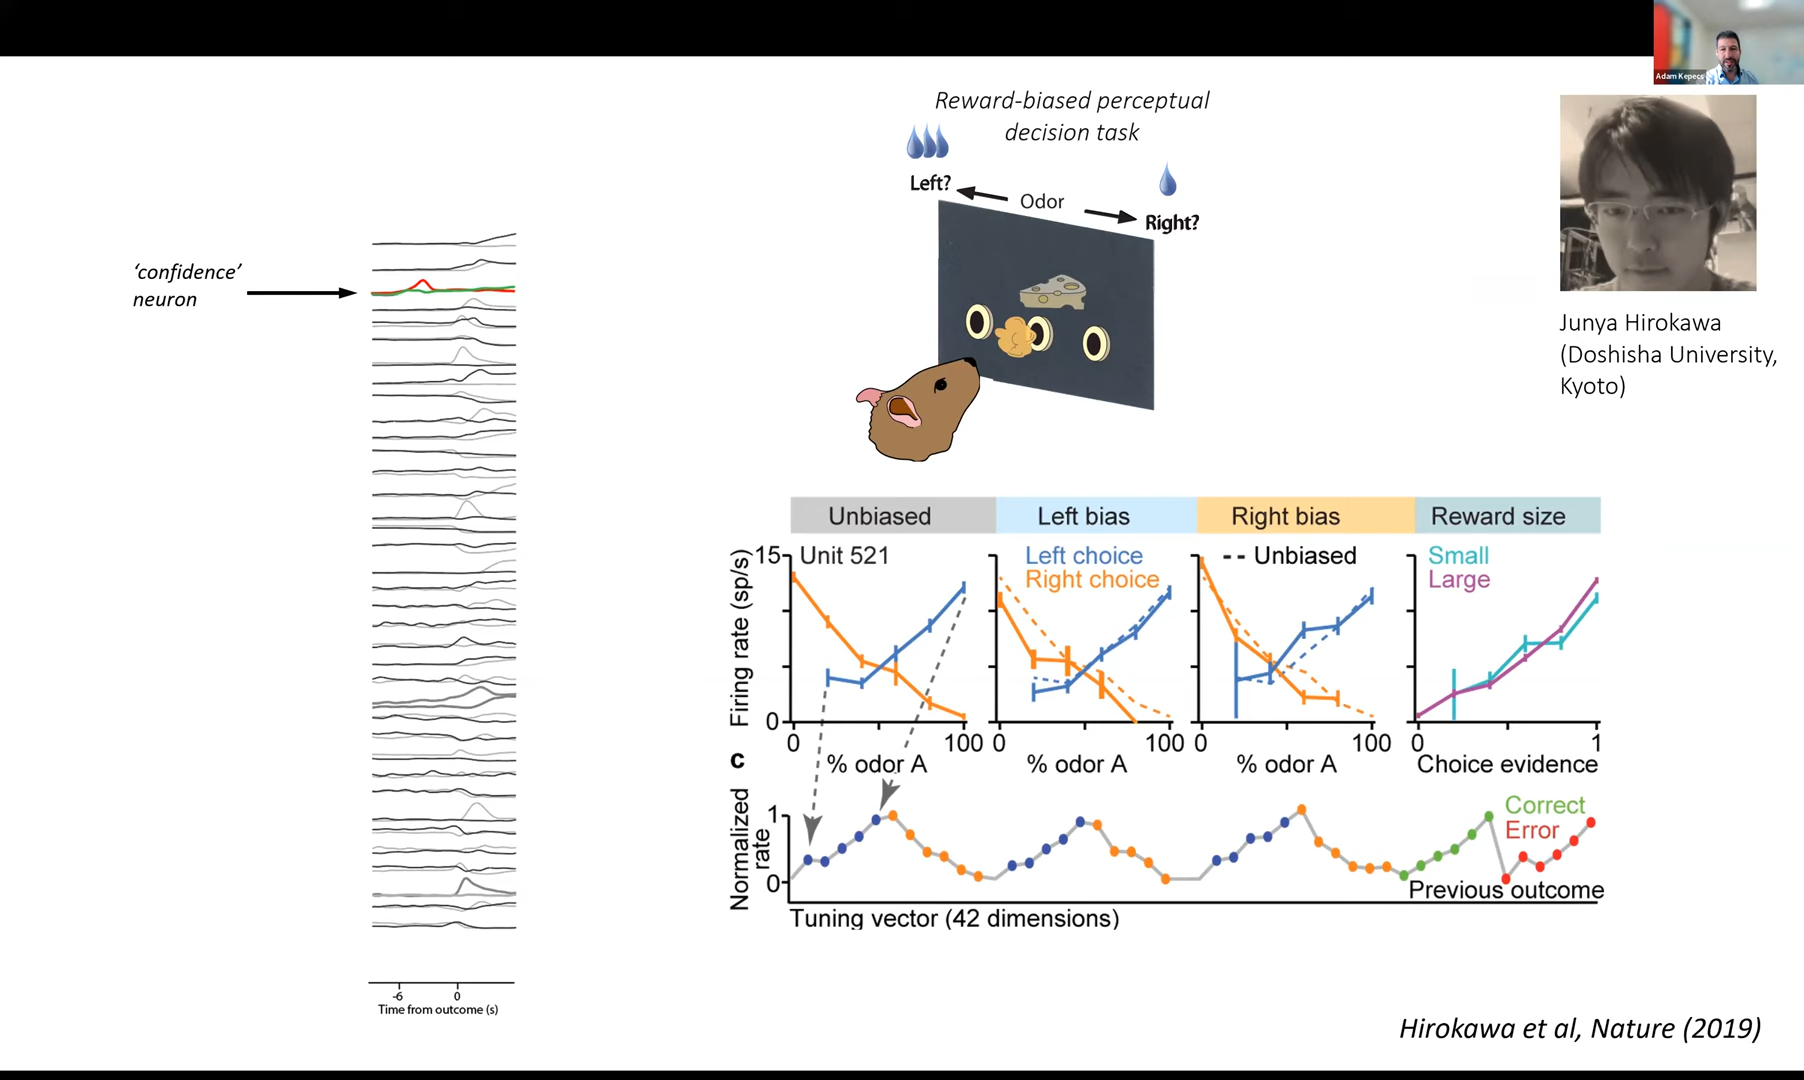 Adam Kepecs
Reward-biased perceptual
decision task
Left?
Odor
Right?
'confidence'
neuron
Junya Hirokawa
(Doshisha University,
Kyoto)
Unbiased
Left bias
Right bias
Reward size
Firing rate (sp/s)
15
0
Unit 521
Left choice
Right choice
-- Unbiased
Small
Large
0 100
0 100
0 100
0 1
% odor A
% odor A
% odor A
Choice evidence
c
Normalized
rate
1
0
Correct
Error
Previous outcome
Tuning vector (42 dimensions)
-6 0
Time from outcome (s)
Hirokawa et al, Nature (2019)